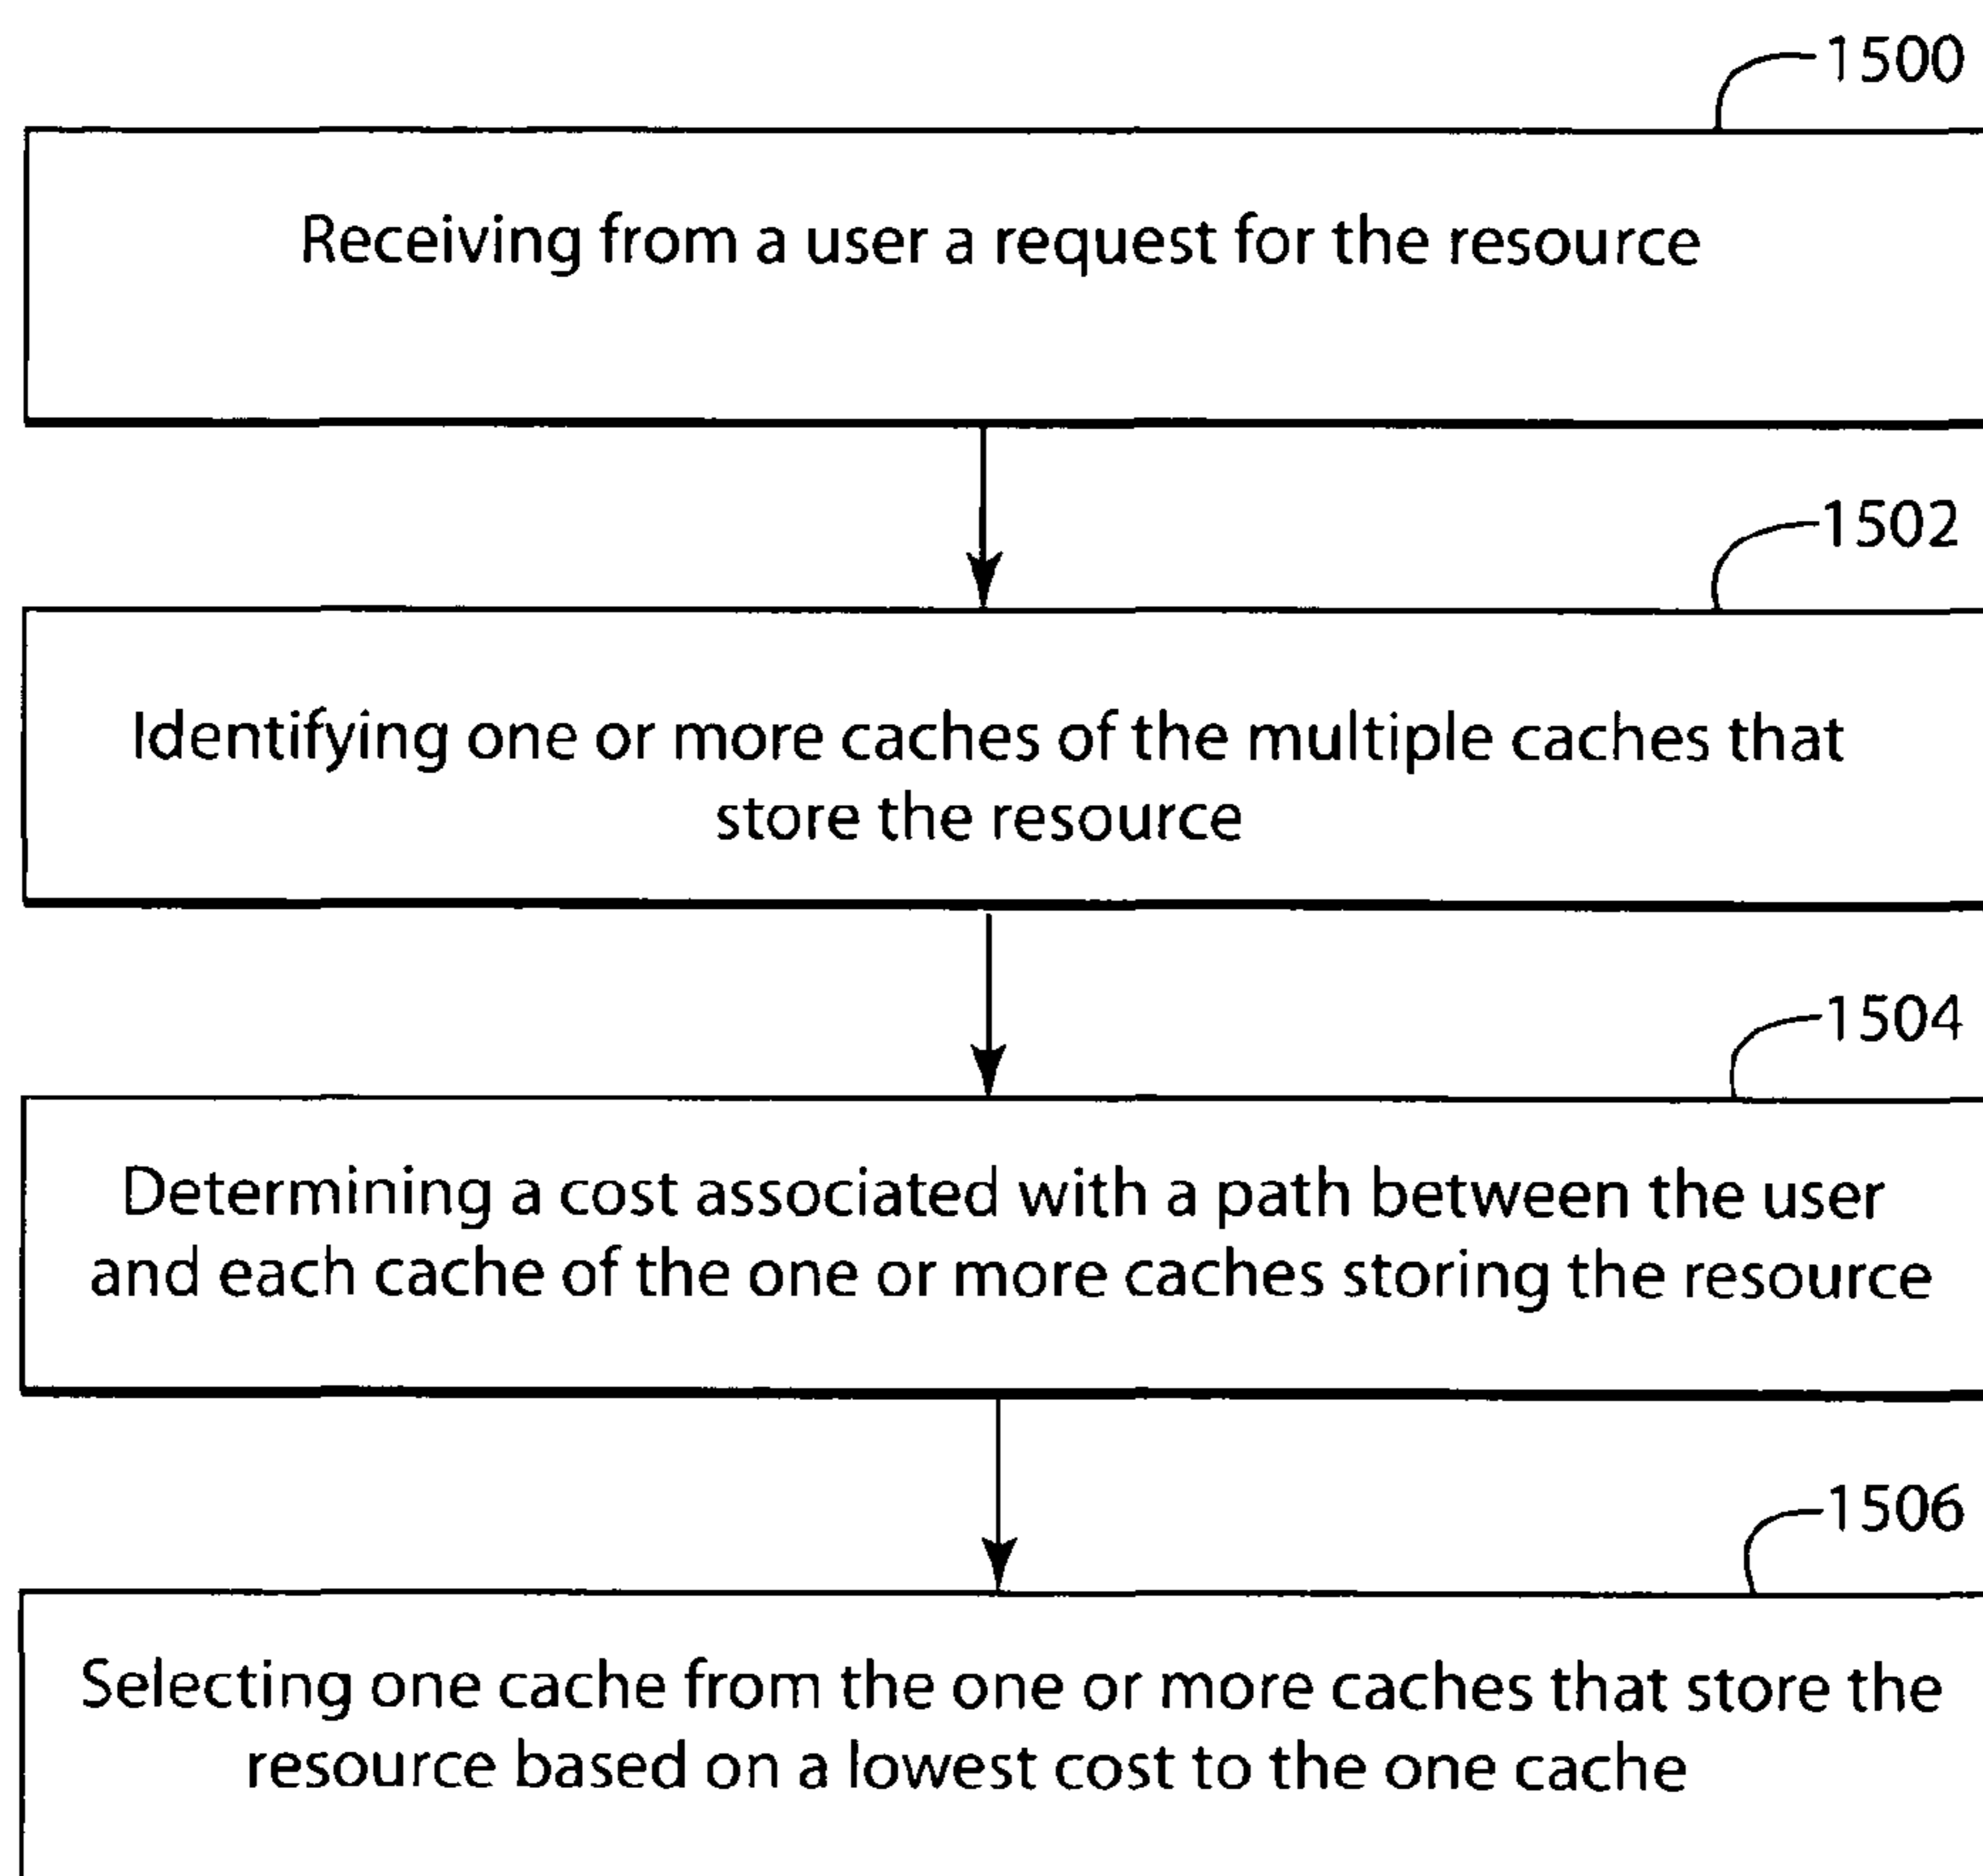 1500
Receiving from a user a request for the resource
1502
Identifying one or more caches of the multiple caches that
store the resource
1504
Determining a cost associated with a path between the user
and each cache of the one or more caches storing the resource
1506
Selecting one cache from the one or more caches that store the
resource based on a lowest cost to the one cache